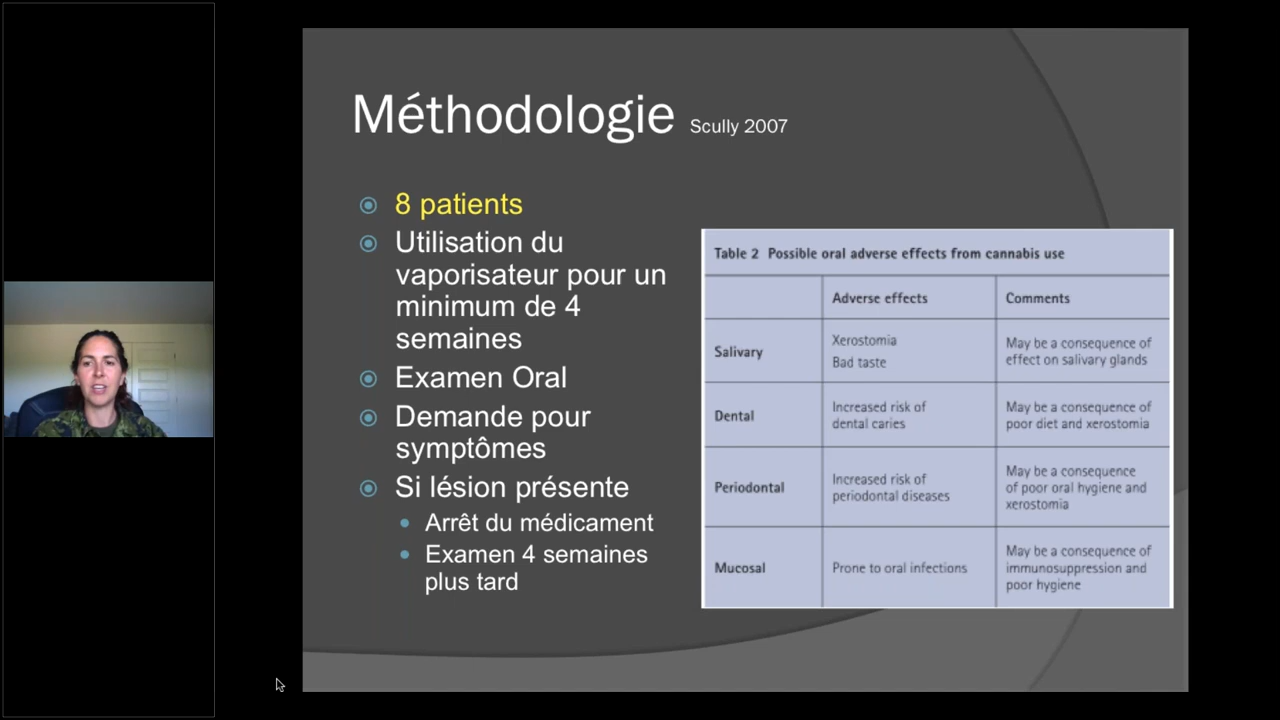 Méthodologie Scully 2007
8 patients
Utilisation du
vaporisateur pour un
minimum de 4
semaines
Examen Oral
Demande pour
symptômes
Si lésion présente
Arrêt du médicament
Examen 4 semaines
plus tard
Table 2 Possible oral adverse effects from cannabis use
Adverse effects
Comments
Salivary
Xerostomia
Bad taste
May be a consequence of
effect on salivary glands
Dental
Increased risk of
dental caries
May be a consequence of
poor diet and xerostomia
Periodontal
Increased risk of
periodontal diseases
May be a consequence
of poor oral hygiene and
xerostomia
Mucosal
Prone to oral infections
May be a consequence of
immunosuppression and
poor hygiene